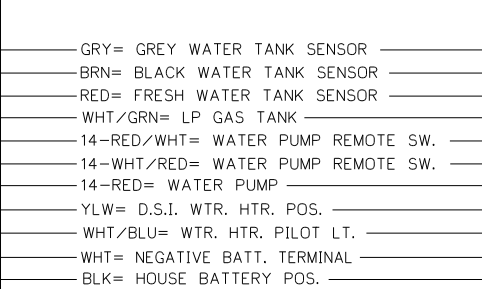 GRY= GREY WATER TANK SENSOR
BRN= BLACK WATER TANK SENSOR
RED= FRESH WATER TANK SENSOR
WHT/GRN= LP GAS TANK
14-RED/WHT= WATER PUMP REMOTE SW.
14-WHT/RED= WATER PUMP REMOTE SW.
14-RED= WATER PUMP
YLW= D.S.I. WTR. HTR. POS.
WHT/BLU= WTR. HTR. PILOT LT.
WHT= NEGATIVE BATT. TERMINAL
BLK= HOUSE BATTERY POS.